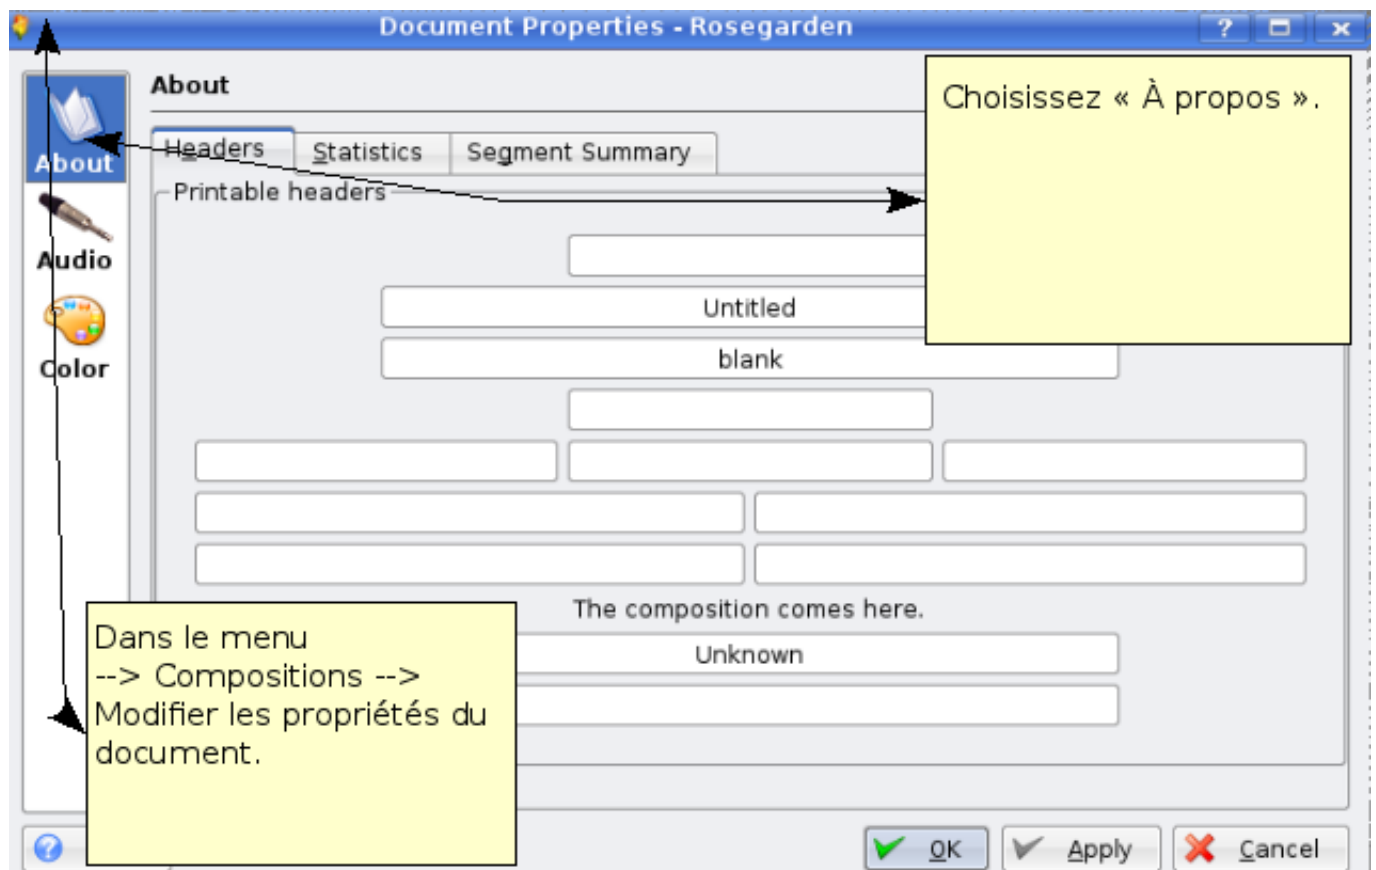 Document Properties - Rosegarden
?
About
Choisissez « À propos ».
About
Headers
Statistics
Segment Summary
Printable headers
Audio
Untitled
Color
blank
The composition comes here.
Dans le menu
--> Compositions -->
Modifier les propriétés du
document.
Unknown
?
OK
Apply
Cancel